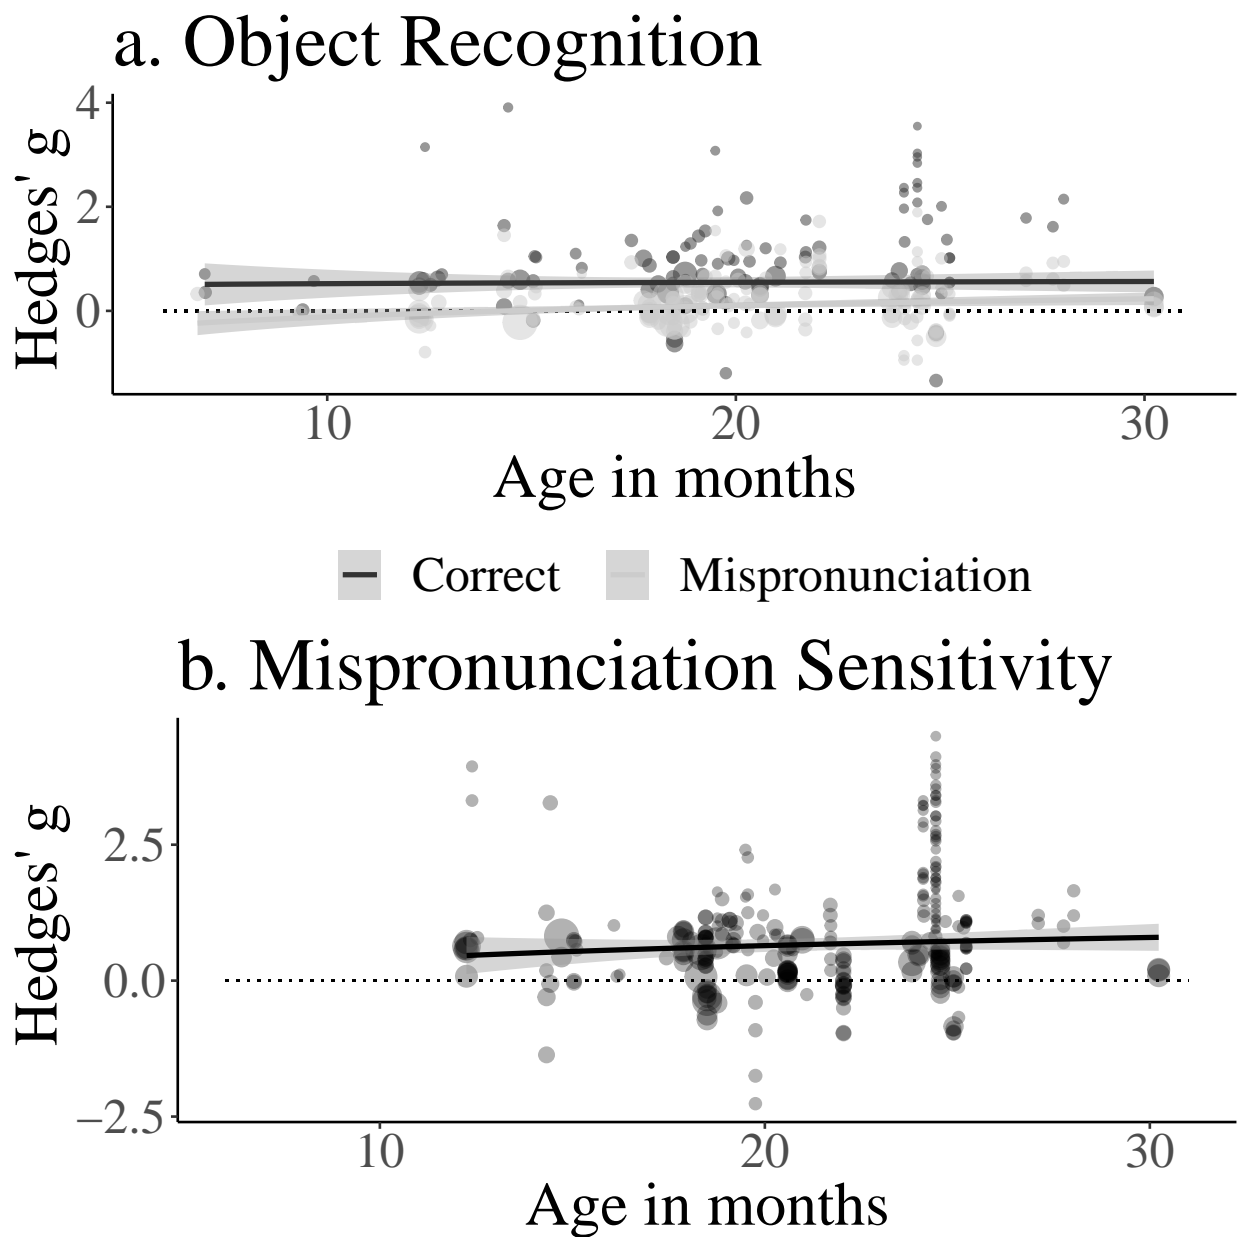 a. Object Recognition
Hedges' g
4
2
0
10 20 30
Age in months
Correct Mispronunciation
b. Mispronunciation Sensitivity
Hedges' g
2.5
0.0
−2.5
10 20 30
Age in months